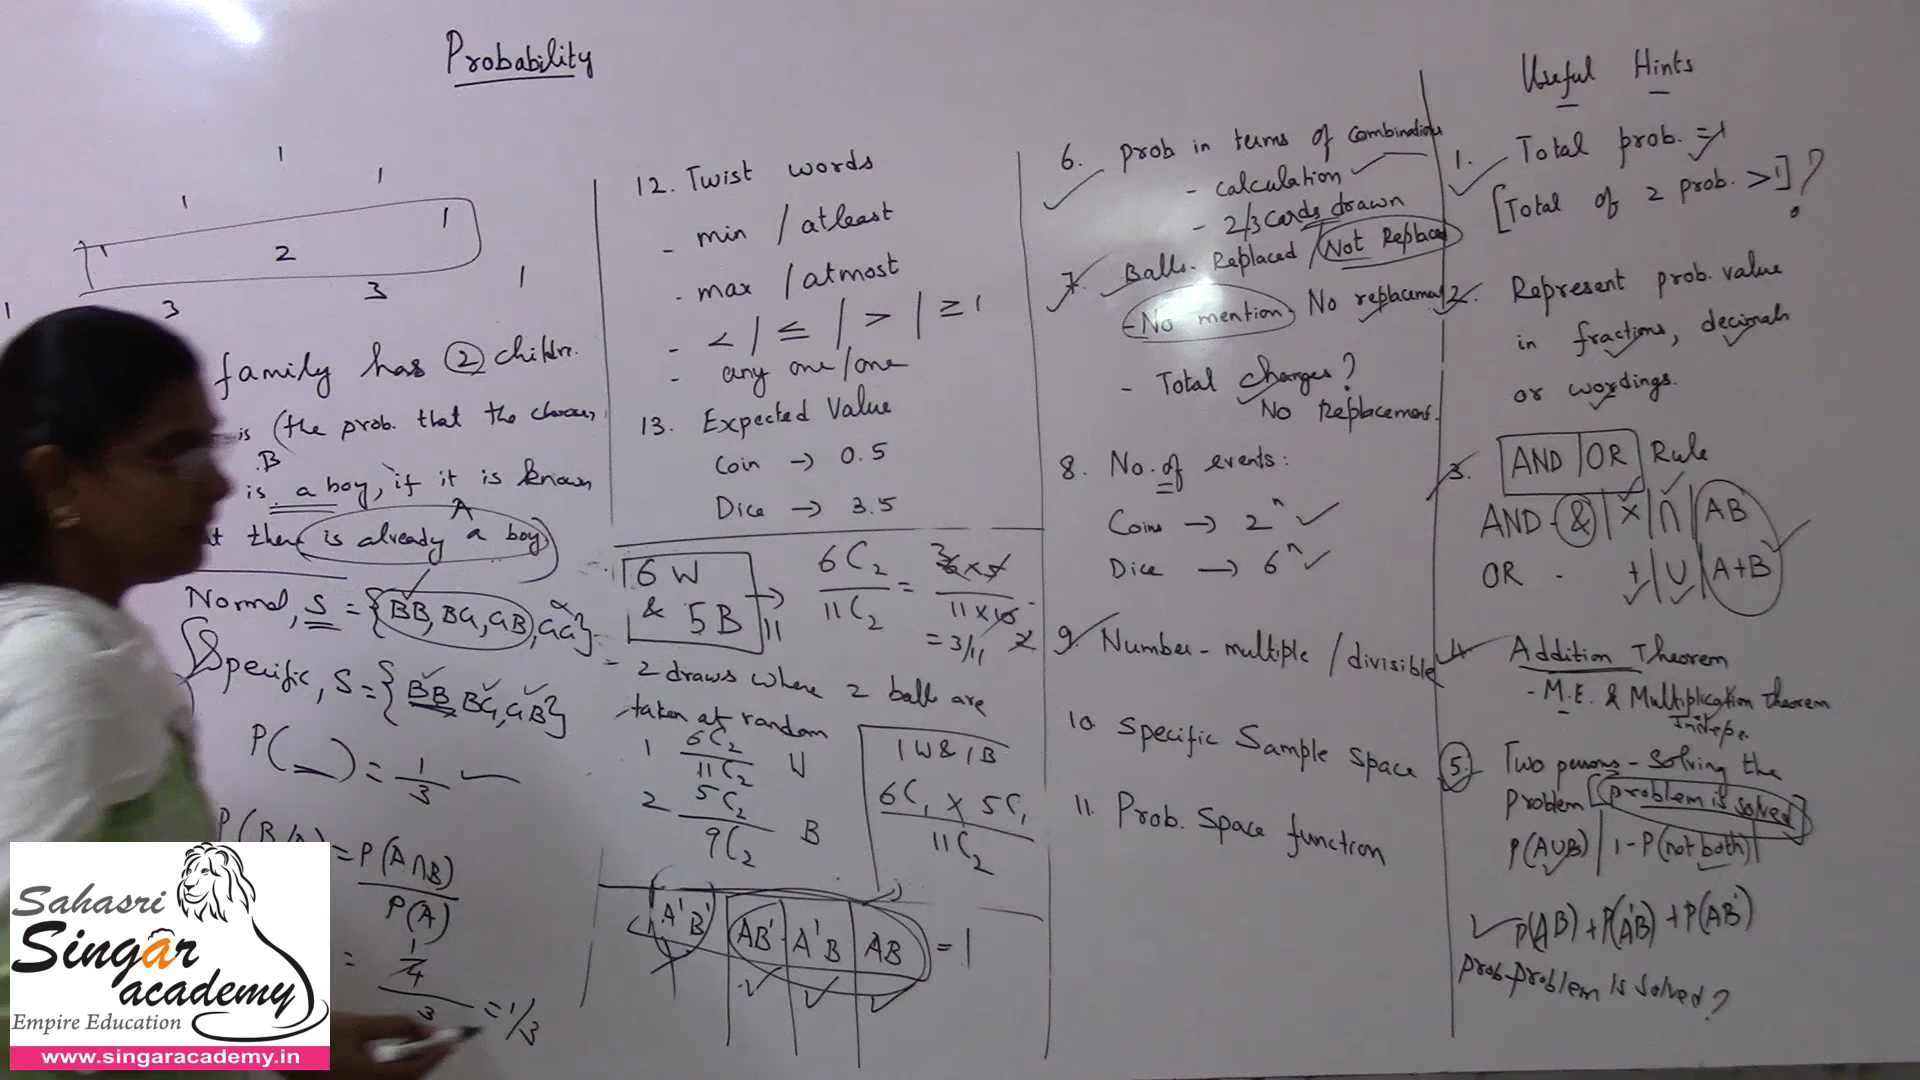 Probability
1
1 1
1
2
3 3 1
1
family has 2 childrn.
is (the prob. that the chosen
B
is a boy, if it is known
A
there is already a boy)
Normal, S = {BB, BG, GB, GG}
Specific, S = {BB, BG, GB}
P( __ ) = 1/3
P(B/A) = P(A∩B)
P(A)
= 1/4
3 = 1/3
12. Twist words
- min / atleast
- max / atmost
- < | ≤ | > | ≥ 1
- any one / one
13. Expected Value
Coin → 0.5
Dice → 3.5
6W
& 5B
11
→ 6C2 / 11C2 = 6 x 5 / 11 x 10
= 3/11
- 2 draws where 2 ball are
taken at random
1 6C2 / 11C2 W
2 5C2 / 9C2 B
1W & 1B
6C1 x 5C1
11C2
A'B' | AB' | A'B | AB = 1
6. Prob in terms of combinations
- calculation
- 2/3 cards drawn
7. Balls - Replaced / Not Replaced
- No mention, No replacement
- Total changes?
No Replacement.
8. No. of events:
Coins → 2^n
Dice → 6^n
9. Number - multiple / divisible
10 Specific Sample Space
11. Prob. Space function
Useful Hints
1. Total prob. = 1
[Total of 2 prob. > 1] ?
2. Represent prob. value
in fractions, decimals
or wordings.
3. AND | OR Rule
AND - & | x | ∩ | AB
OR - + | ∪ | A+B
4. Addition Theorem
- M.E. & Multiplication theorem
Indepe.
5. Two persons - Solving the
problem [problem is solved]
P(A∪B) | 1-P(not both)
P(AB) + P(A'B) + P(AB')
prob-problem is solved?
Sahasri
Singar
academy
Empire Education
www.singaracademy.in